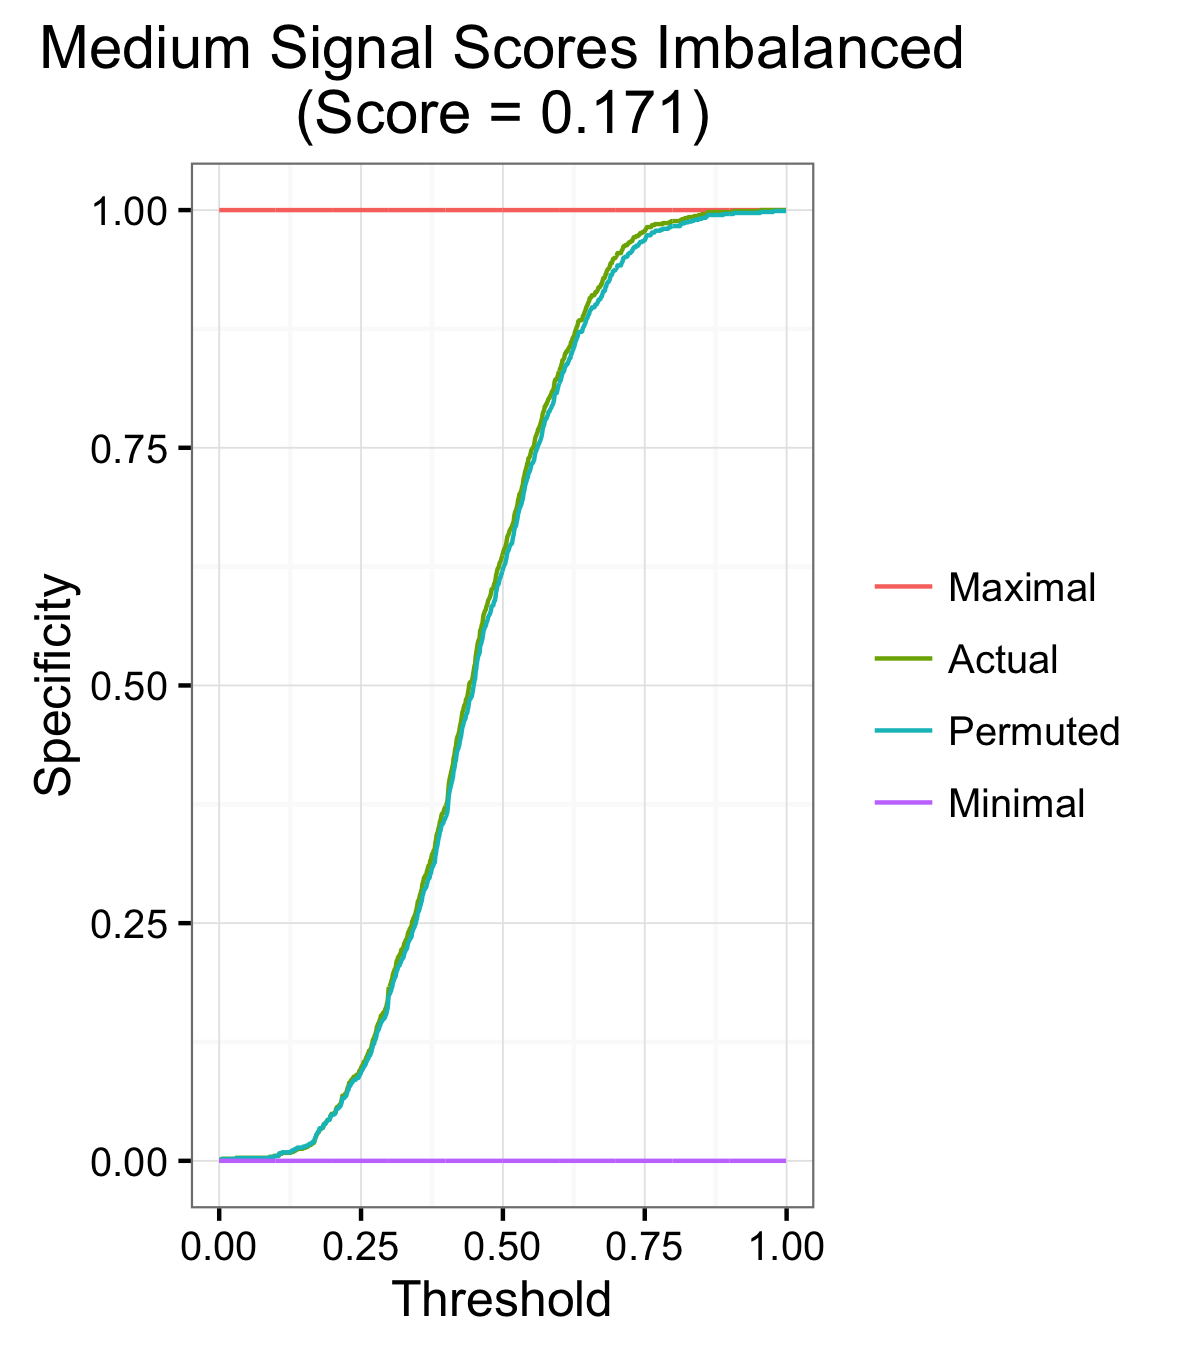 Medium Signal Scores Imbalanced
(Score = 0.171)
1.00
0.75
0.50
0.25
0.00
Specificity
0.00 0.25 0.50 0.75 1.00
Threshold
Maximal
Actual
Permuted
Minimal